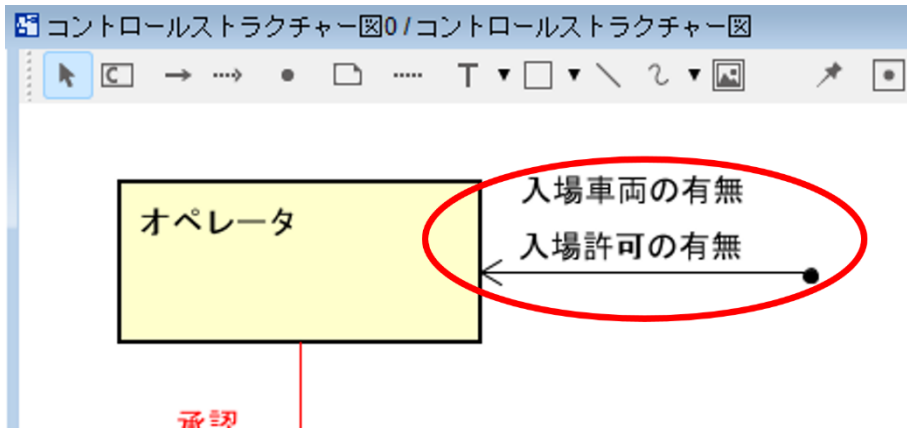 コントロールストラクチャー図0 / コントロールストラクチャー図
C T
オペレータ
入場車両の有無
入場許可の有無
承認